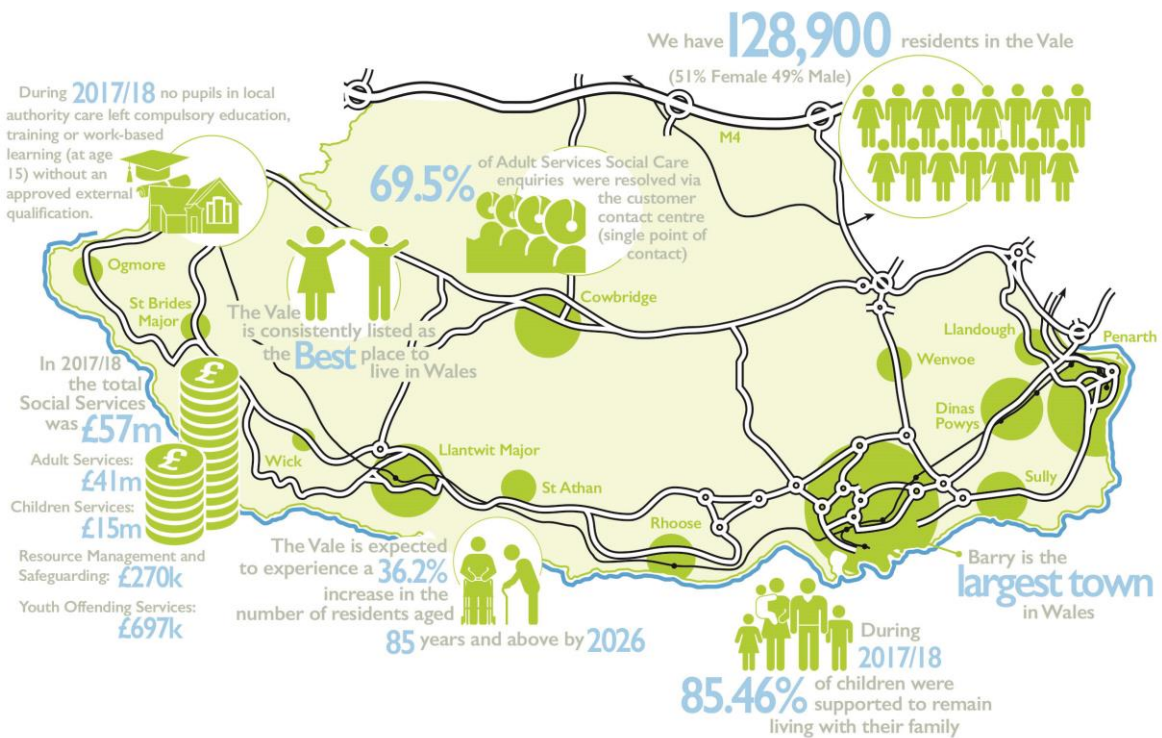 We have 128,900 residents in the Vale
(51% Female 49% Male)
During 2017/18 no pupils in local
authority care left compulsory education,
training or work-based
learning (at age
15) without an
approved external
qualification.
M4
69.5%
of Adult Services Social Care
enquiries were resolved via
the customer
contact centre
(single point of
contact)
Ogmore
St Brides
Major
The Vale
is consistently listed as
the Best place to
live in Wales
Cowbridge
Llandough
Penarth
Wenvoe
Dinas
Powys
Sully
In 2017/18
the total
Social Services
was £57m
Adult Services:
£41m
Children Services:
£15m
Resource Management and
Safeguarding: £270k
Youth Offending Services:
£697k
£
£
Wick
Llantwit Major
St Athan
Rhoose
The Vale is expected
to experience a 36.2%
increase in the
number of residents aged
85 years and above by 2026
Barry is the
largest town
in Wales
During
2017/18
85.46% of children were
supported to remain
living with their family